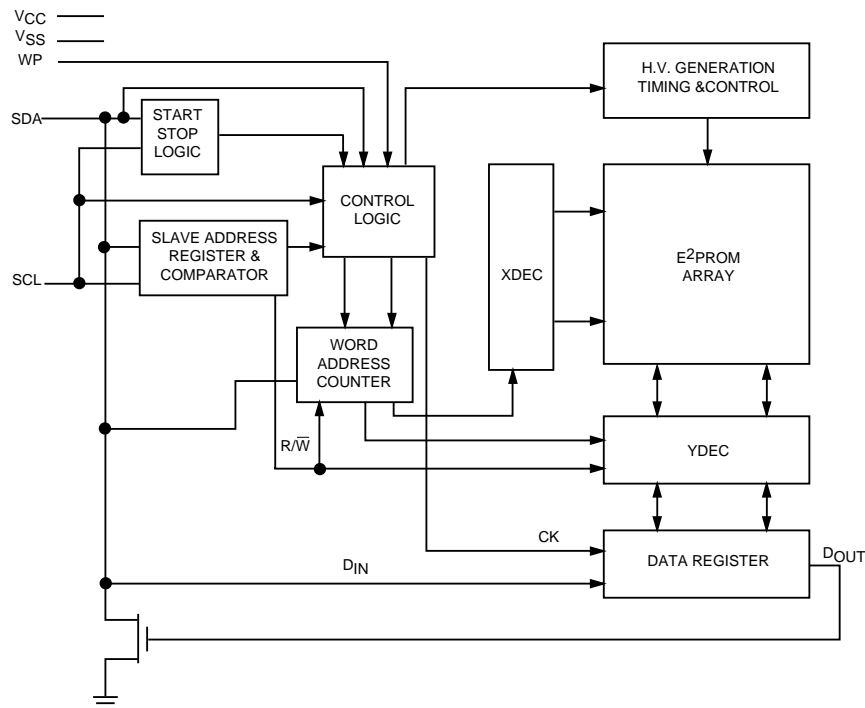 VCC
VSS
WP
SDA
START
STOP
LOGIC
H.V. GENERATION
TIMING &CONTROL
CONTROL
LOGIC
SLAVE ADDRESS
REGISTER &
COMPARATOR
SCL
XDEC
E²PROM
ARRAY
WORD
ADDRESS
COUNTER
R/W̅
YDEC
CK
DIN
DATA REGISTER
DOUT